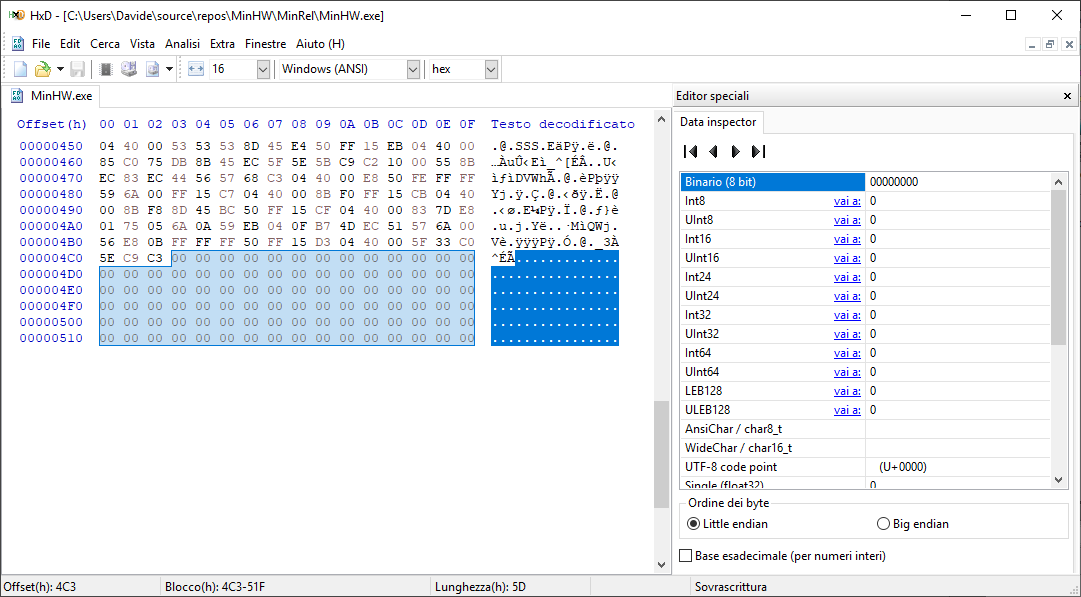 HxD - [C:\Users\Davide\source\repos\MinHW\MinRel\MinHW.exe]
File Edit Cerca Vista Analisi Extra Finestre Aiuto (H)
16 Windows (ANSI) hex
MinHW.exe
Editor speciali
Offset(h) 00 01 02 03 04 05 06 07 08 09 0A 0B 0C 0D 0E 0F Testo decodificato
00000450 04 40 00 53 53 53 8D 45 E4 50 FF 15 EB 04 40 00 .@.SSS.EäPÿ.ë.@.
00000460 85 C0 75 DB 8B 45 EC 5F 5E 5B C9 C2 10 00 55 8B …ÀuÛ‹Eì_^[ÉÂ..U‹
00000470 EC 83 EC 44 56 57 68 C3 04 40 00 E8 50 FE FF FF ìƒìDVWhÃ.@.èPþÿÿ
00000480 59 6A 00 FF 15 C7 04 40 00 8B F0 FF 15 CB 04 40 Yj.ÿ.Ç.@.‹ðÿ.Ë.@
00000490 00 8B F8 8D 45 BC 50 FF 15 CF 04 40 00 83 7D E8 .‹ø.E¼Pÿ.Ï.@.ƒ}è
000004A0 01 75 05 6A 0A 59 EB 04 0F B7 4D EC 51 57 6A 00 .u.j.Yë..·MìQWj.
000004B0 56 E8 0B FF FF FF 50 FF 15 D3 04 40 00 5F 33 C0 Vè.ÿÿÿPÿ.Ó.@._3À
000004C0 5E C9 C3 00 00 00 00 00 00 00 00 00 00 00 00 00 ^ÉÃ.............
000004D0 00 00 00 00 00 00 00 00 00 00 00 00 00 00 00 00 ................
000004E0 00 00 00 00 00 00 00 00 00 00 00 00 00 00 00 00 ................
000004F0 00 00 00 00 00 00 00 00 00 00 00 00 00 00 00 00 ................
00000500 00 00 00 00 00 00 00 00 00 00 00 00 00 00 00 00 ................
00000510 00 00 00 00 00 00 00 00 00 00 00 00 00 00 00 00 ................
Data inspector
Binario (8 bit) 00000000
Int8 vai a: 0
UInt8 vai a: 0
Int16 vai a: 0
UInt16 vai a: 0
Int24 vai a: 0
UInt24 vai a: 0
Int32 vai a: 0
UInt32 vai a: 0
Int64 vai a: 0
UInt64 vai a: 0
LEB128 vai a: 0
ULEB128 vai a: 0
AnsiChar / char8_t
WideChar / char16_t
UTF-8 code point (U+0000)
Single (float32) 0
Ordine dei byte
Little endian Big endian
Base esadecimale (per numeri interi)
Offset(h): 4C3 Blocco(h): 4C3-51F Lunghezza(h): 5D Sovrascrittura